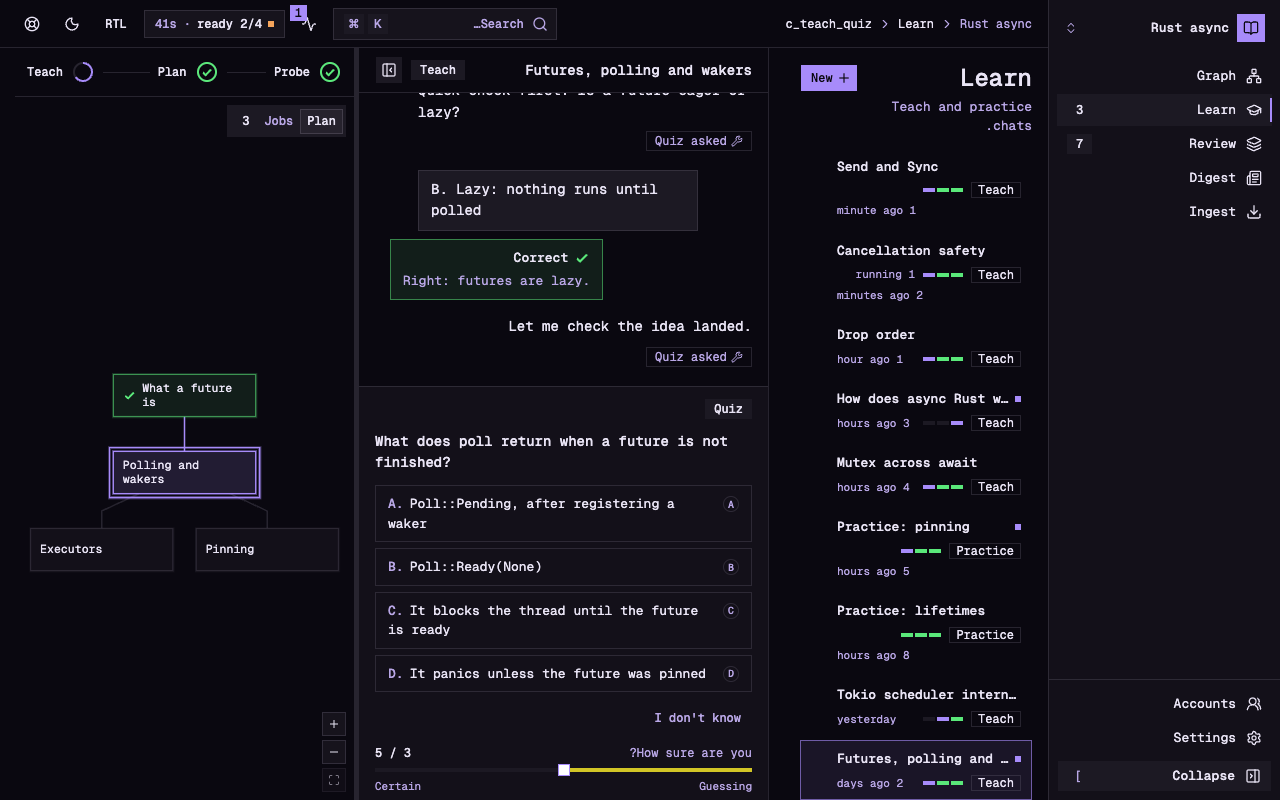 RTL
41s · ready 2/4
1
⌘ K
…Search
c_teach_quiz
Learn
Rust async
Rust async
Graph
Learn
3
Review
7
Digest
Ingest
Accounts
Settings
Collapse
[
Learn
New +
Teach and practice
.chats
Send and Sync
Teach
minute ago 1
Cancellation safety
running 1
Teach
minutes ago 2
Drop order
hour ago 1
Teach
How does async Rust w…
hours ago 3
Teach
Mutex across await
hours ago 4
Teach
Practice: pinning
Practice
hours ago 5
Practice: lifetimes
Practice
hours ago 8
Tokio scheduler intern…
yesterday
Teach
Futures, polling and …
days ago 2
Teach
Teach
Futures, polling and wakers
Quick check first: is a future eager or
lazy?
Quiz asked
B. Lazy: nothing runs until
polled
Correct
Right: futures are lazy.
Let me check the idea landed.
Quiz asked
Quiz
What does poll return when a future is not
finished?
A. Poll::Pending, after registering a
waker
A
B. Poll::Ready(None)
B
C. It blocks the thread until the future
is ready
C
D. It panics unless the future was pinned
D
I don't know
5 / 3
?How sure are you
Certain
Guessing
Teach
Plan
Probe
3 Jobs
Plan
What a future
is
Polling and
wakers
Executors
Pinning
+
−